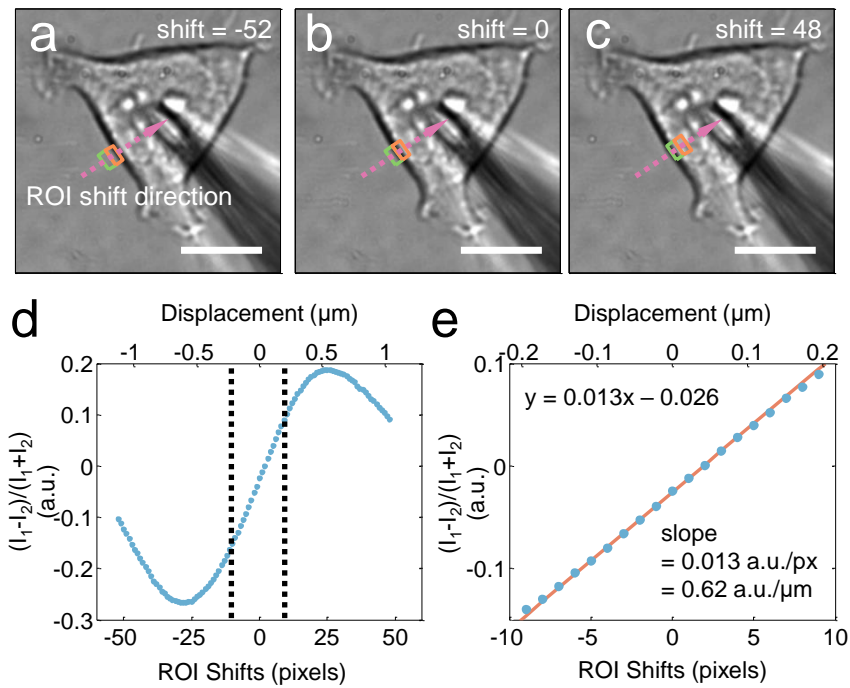 a
shift = -52
b
shift = 0
c
shift = 48
ROI shift direction
d
Displacement (µm)
-1 -0.5 0 0.5 1
0.2
0.1
0
-0.1
-0.2
-0.3
(I₁-I₂)/(I₁+I₂)
(a.u.)
-50 -25 0 25 50
ROI Shifts (pixels)
e
Displacement (µm)
-0.2 -0.1 0 0.1 0.2
0.1
0
-0.1
(I₁-I₂)/(I₁+I₂)
(a.u.)
y = 0.013x – 0.026
slope
= 0.013 a.u./px
= 0.62 a.u./µm
-10 -5 0 5 10
ROI Shifts (pixels)